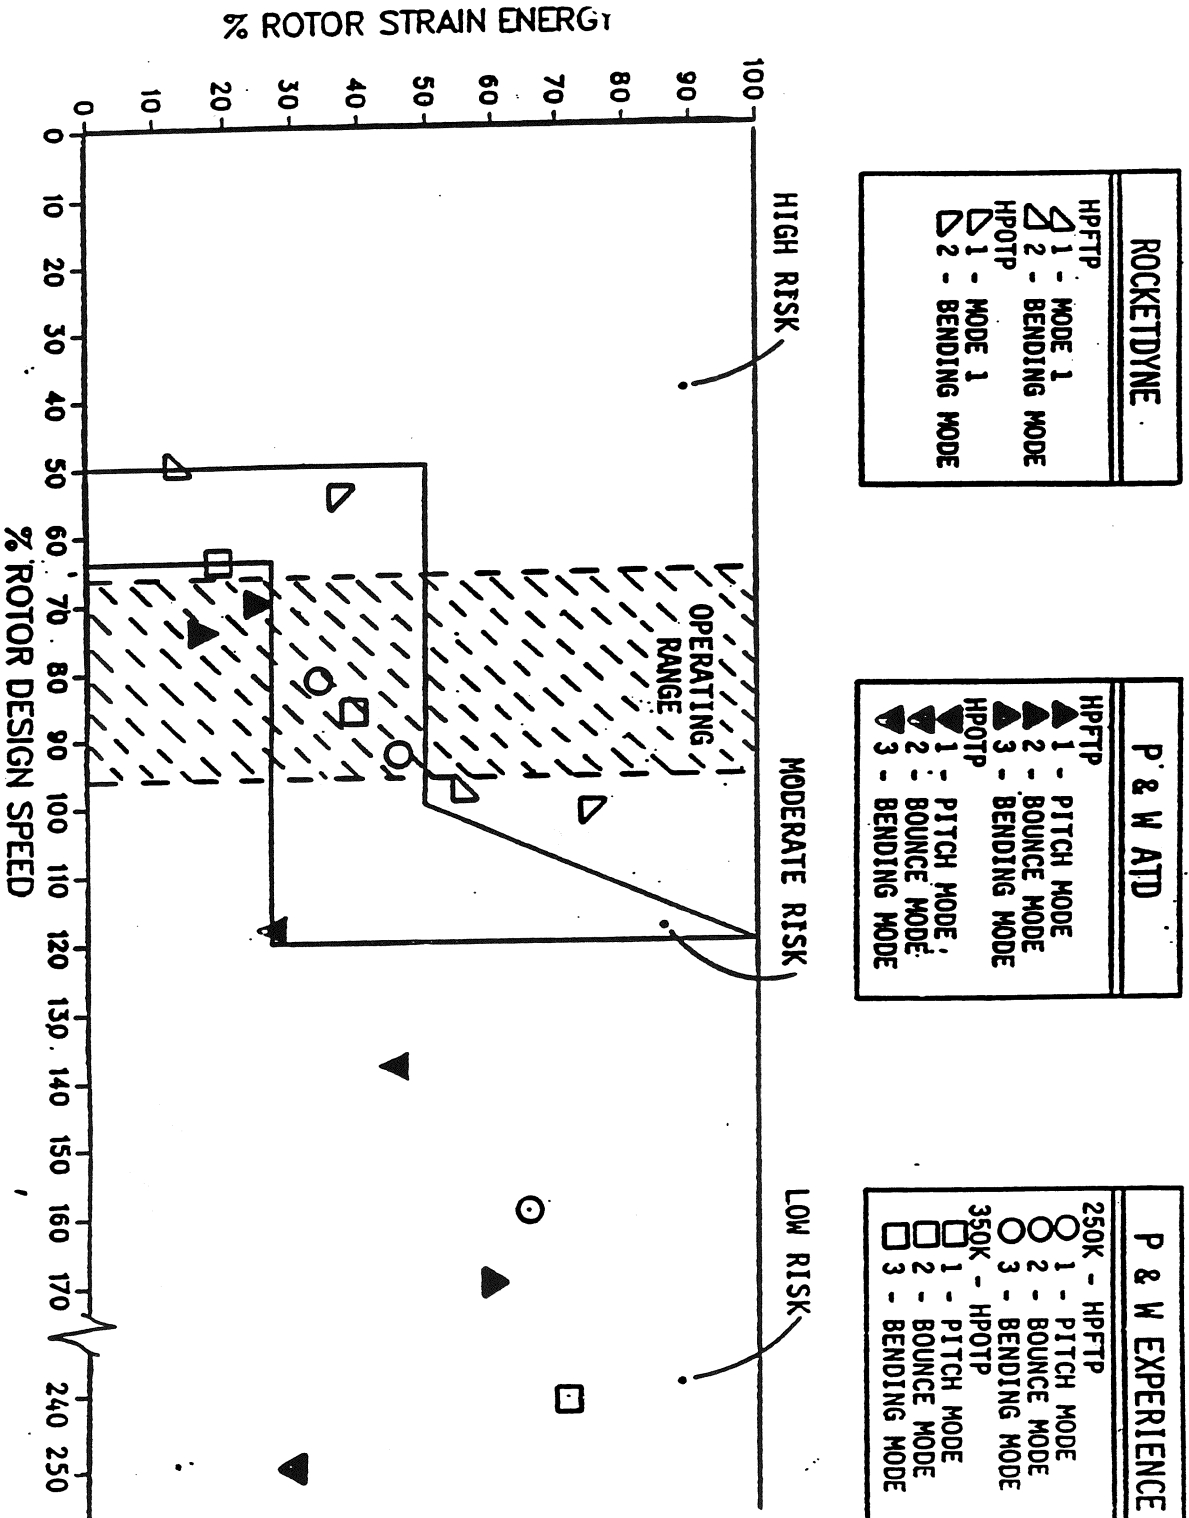 ROCKETDYNE
HPFTP
1 - MODE 1
2 - BENDING MODE
HPOTP
1 - MODE 1
2 - BENDING MODE
P & W ATD
HPFTP
1 - PITCH MODE
2 - BOUNCE MODE
3 - BENDING MODE
HPOTP
1 - PITCH MODE
2 - BOUNCE MODE
3 - BENDING MODE
P & W EXPERIENCE
250K - HPFTP
1 - PITCH MODE
2 - BOUNCE MODE
3 - BENDING MODE
350K - HPOTP
1 - PITCH MODE
2 - BOUNCE MODE
3 - BENDING MODE
HIGH RISK
MODERATE RISK
LOW RISK
OPERATING
RANGE
% ROTOR STRAIN ENERGY
100
90
80
70
60
50
40
30
20
10
0
0 10 20 30 40 50 60 70 80 90 100 110 120 130 140 150 160 170 240 250
% ROTOR DESIGN SPEED